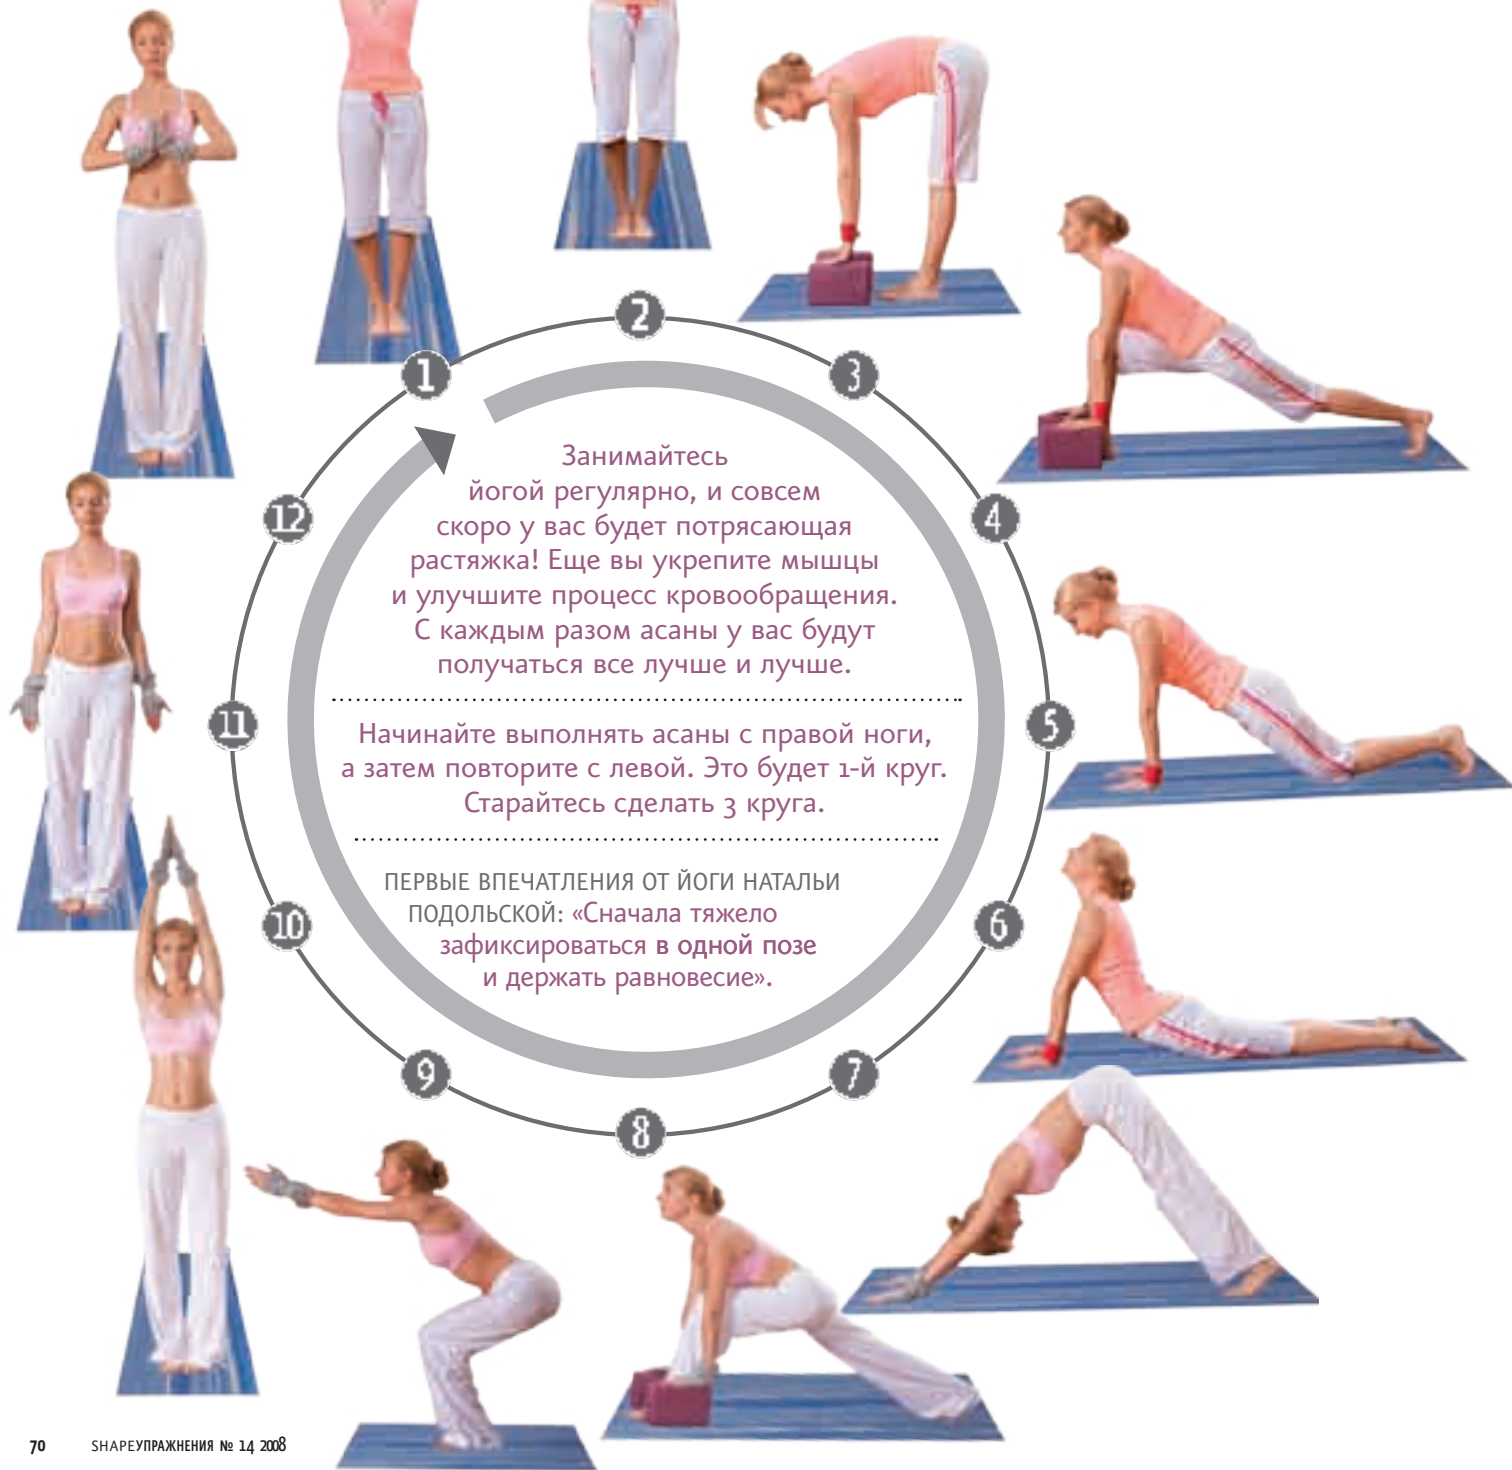 1
2
3
4
5
6
7
8
9
10
11
12
Занимайтесь
йогой регулярно, и совсем
скоро у вас будет потрясающая
растяжка! Еще вы укрепите мышцы
и улучшите процесс кровообращения.
С каждым разом асаны у вас будут
получаться все лучше и лучше.
Начинайте выполнять асаны с правой ноги,
а затем повторите с левой. Это будет 1-й круг.
Старайтесь сделать 3 круга.
ПЕРВЫЕ ВПЕЧАТЛЕНИЯ ОТ ЙОГИ НАТАЛЬИ
ПОДОЛЬСКОЙ: «Сначала тяжело
зафиксироваться в одной позе
и держать равновесие».
70 SHAPEУПРАЖНЕНИЯ № 14 2008